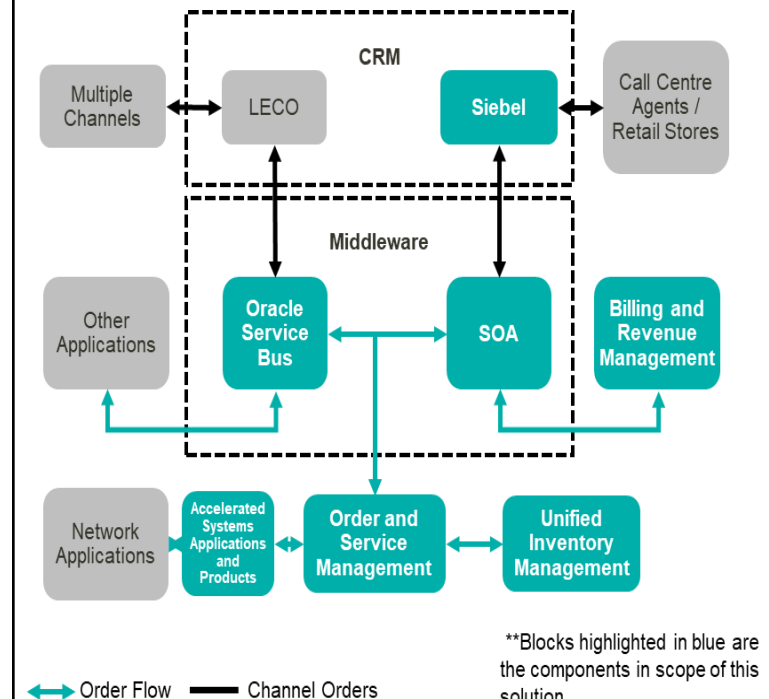 CRM
Multiple
Channels
LECO
Siebel
Call Centre
Agents /
Retail Stores
Middleware
Other
Applications
Oracle
Service
Bus
SOA
Billing and
Revenue
Management
Network
Applications
Accelerated
Systems
Applications
and
Products
Order and
Service
Management
Unified
Inventory
Management
**Blocks highlighted in blue are
the components in scope of this
solution
Order Flow
Channel Orders